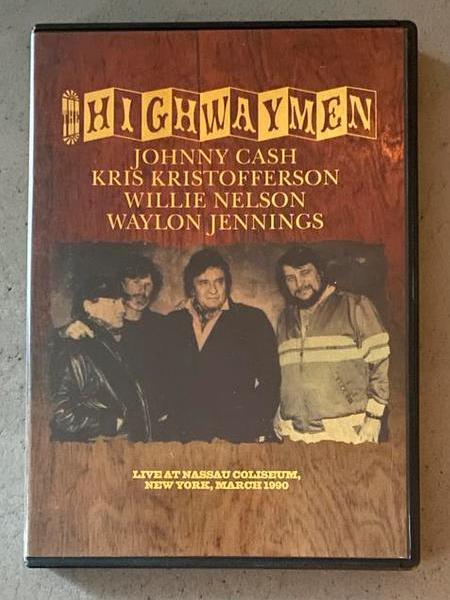 THE HIGHWAYMEN
JOHNNY CASH
KRIS KRISTOFFERSON
WILLIE NELSON
WAYLON JENNINGS
LIVE AT NASSAU COLISEUM,
NEW YORK, MARCH 1990